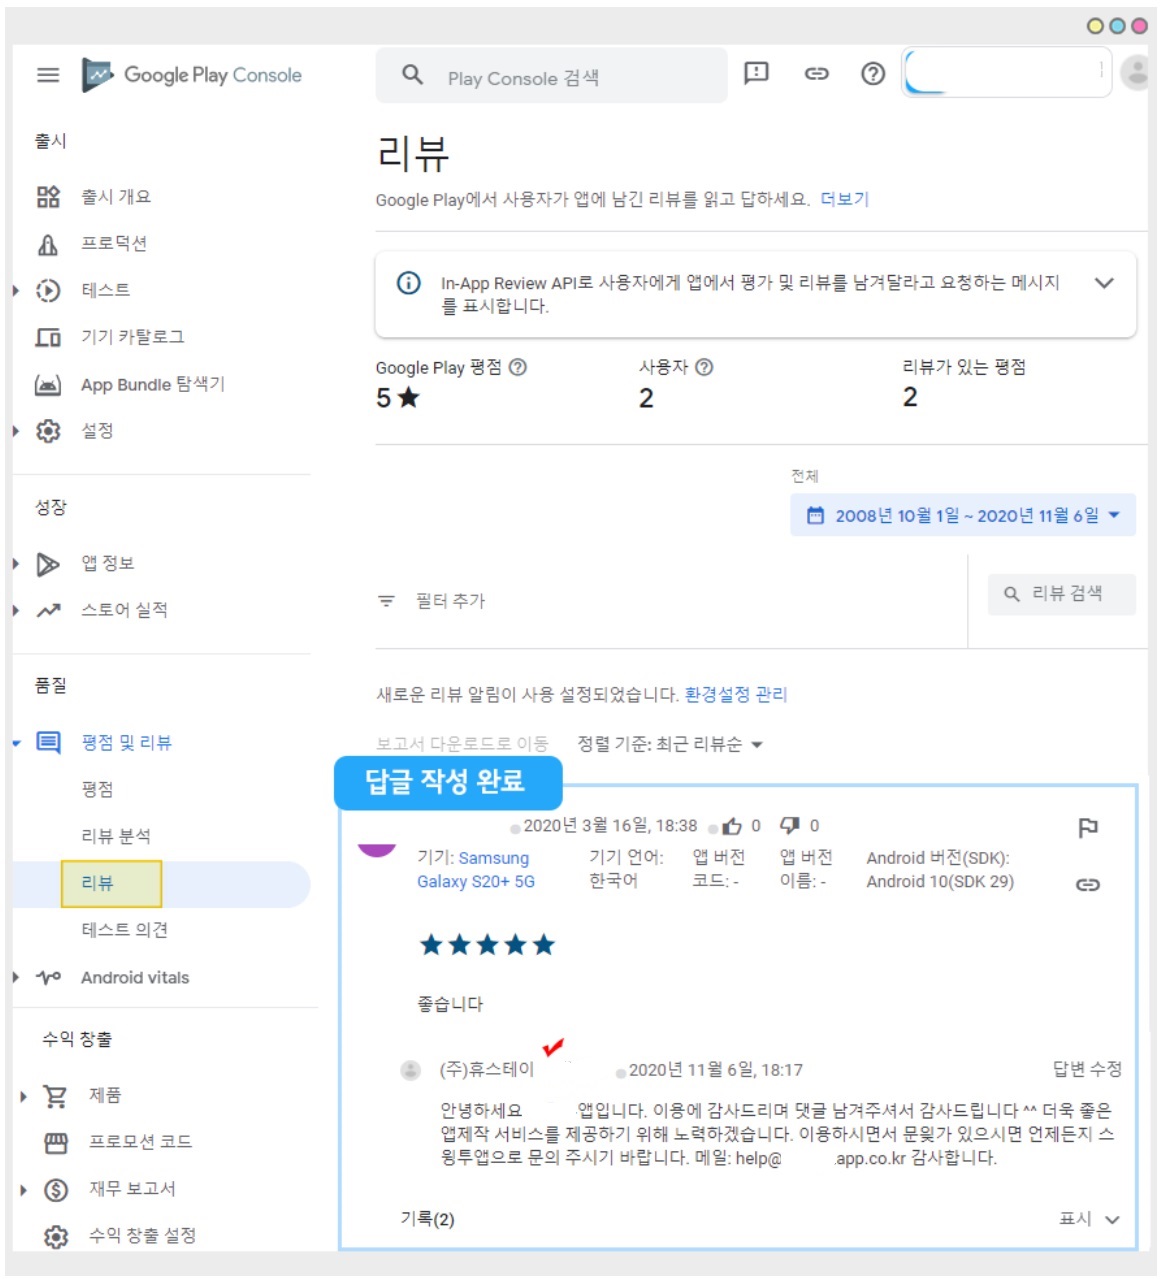 Google Play Console
Play Console 검색
출시
출시 개요
프로덕션
테스트
기기 카탈로그
App Bundle 탐색기
설정
성장
앱 정보
스토어 실적
품질
평점 및 리뷰
평점
리뷰 분석
리뷰
테스트 의견
Android vitals
수익 창출
제품
프로모션 코드
재무 보고서
수익 창출 설정
리뷰
Google Play에서 사용자가 앱에 남긴 리뷰를 읽고 답하세요. 더보기
In-App Review API로 사용자에게 앱에서 평가 및 리뷰를 남겨달라고 요청하는 메시지
를 표시합니다.
Google Play 평점
5★
사용자
2
리뷰가 있는 평점
2
전체
2008년 10월 1일 ~ 2020년 11월 6일
필터 추가
리뷰 검색
새로운 리뷰 알림이 사용 설정되었습니다. 환경설정 관리
보고서 다운로드로 이동 정렬 기준: 최근 리뷰순
답글 작성 완료
2020년 3월 16일, 18:38 0 0
기기: Samsung
Galaxy S20+ 5G
기기 언어:
한국어
앱 버전
코드: -
앱 버전
이름: -
Android 버전(SDK):
Android 10(SDK 29)
★★★★★
좋습니다
(주)휴스테이 2020년 11월 6일, 18:17 답변 수정
안녕하세요 앱입니다. 이용에 감사드리며 댓글 남겨주셔서 감사드립니다 ^^ 더욱 좋은
앱제작 서비스를 제공하기 위해 노력하겠습니다. 이용하시면서 문읮가 있으시면 언제든지 스
윙투앱으로 문의 주시기 바랍니다. 메일: help@ .app.co.kr 감사합니다.
기록(2) 표시